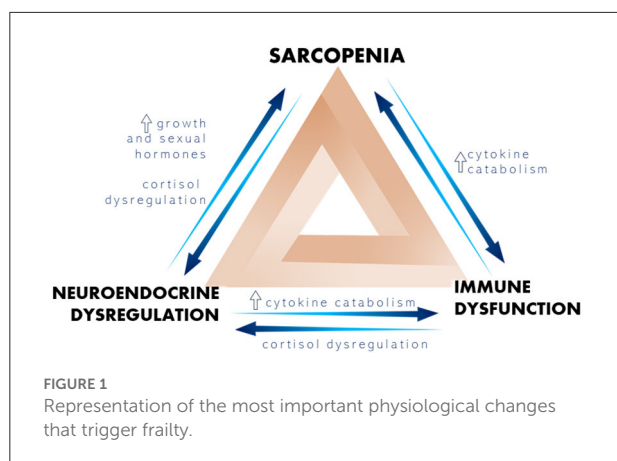 SARCOPENIA
⇧ growth
and sexual
hormones
cortisol
dysregulation
⇧ cytokine
catabolism
NEUROENDOCRINE
DYSREGULATION
⇧ cytokine catabolism
cortisol dysregulation
IMMUNE
DYSFUNCTION
FIGURE 1
Representation of the most important physiological changes
that trigger frailty.